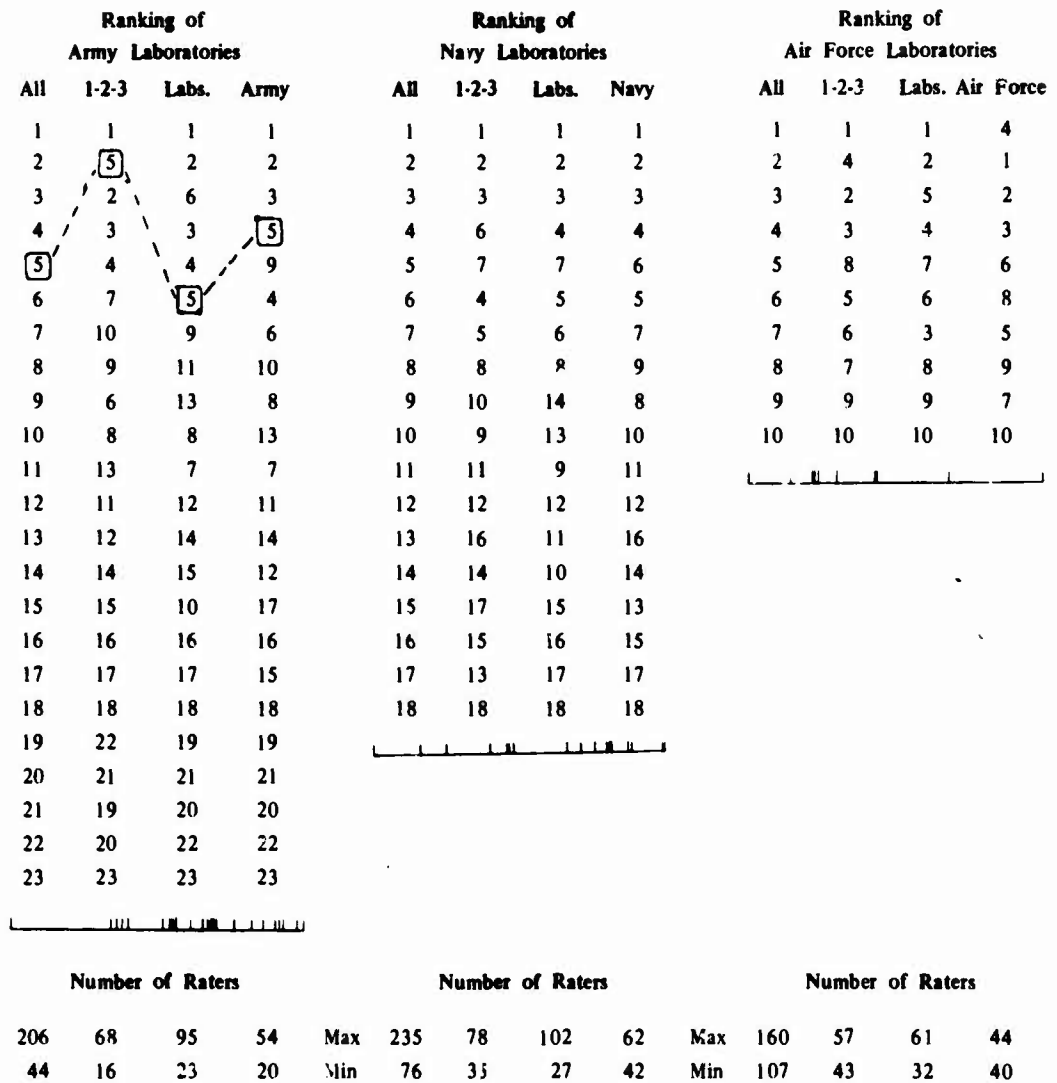 Ranking of Ranking of Ranking of
Army Laboratories Navy Laboratories Air Force Laboratories
All 1-2-3 Labs. Army All 1-2-3 Labs. Navy All 1-2-3 Labs. Air Force
1 1 1 1 1 1 1 1 1 1 1 4
2 5 2 2 2 2 2 2 2 4 2 1
3 2 6 3 3 3 3 3 3 2 5 2
4 3 3 5 4 6 4 4 4 3 4 3
5 4 4 9 5 7 7 6 5 8 7 6
6 7 5 4 6 4 5 5 6 5 6 8
7 10 9 6 7 5 6 7 7 6 3 5
8 9 11 10 8 8 8 9 8 7 8 9
9 6 13 8 9 10 14 8 9 9 9 7
10 8 8 13 10 9 13 10 10 10 10 10
11 13 7 7 11 11 9 11
12 11 12 11 12 12 12 12
13 12 14 14 13 16 11 16
14 14 15 12 14 14 10 14
15 15 10 17 15 17 15 13
16 16 16 16 16 15 16 15
17 17 17 15 17 13 17 17
18 18 18 18 18 18 18 18
19 22 19 19
20 21 21 21
21 19 20 20
22 20 22 22
23 23 23 23
Number of Raters Number of Raters Number of Raters
206 68 95 54 Max 235 78 102 62 Max 160 57 61 44
44 16 23 20 Min 76 35 27 42 Min 107 43 32 40